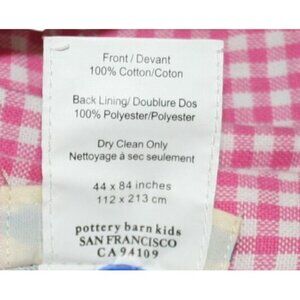 Front / Devant
100% Cotton/Coton
Back Lining/ Doublure Dos
100% Polyester/Polyester
Dry Clean Only
Nettoyage à sec seulement
44 x 84 inches
112 x 213 cm
pottery barn kids
SAN FRANCISCO
CA 94109